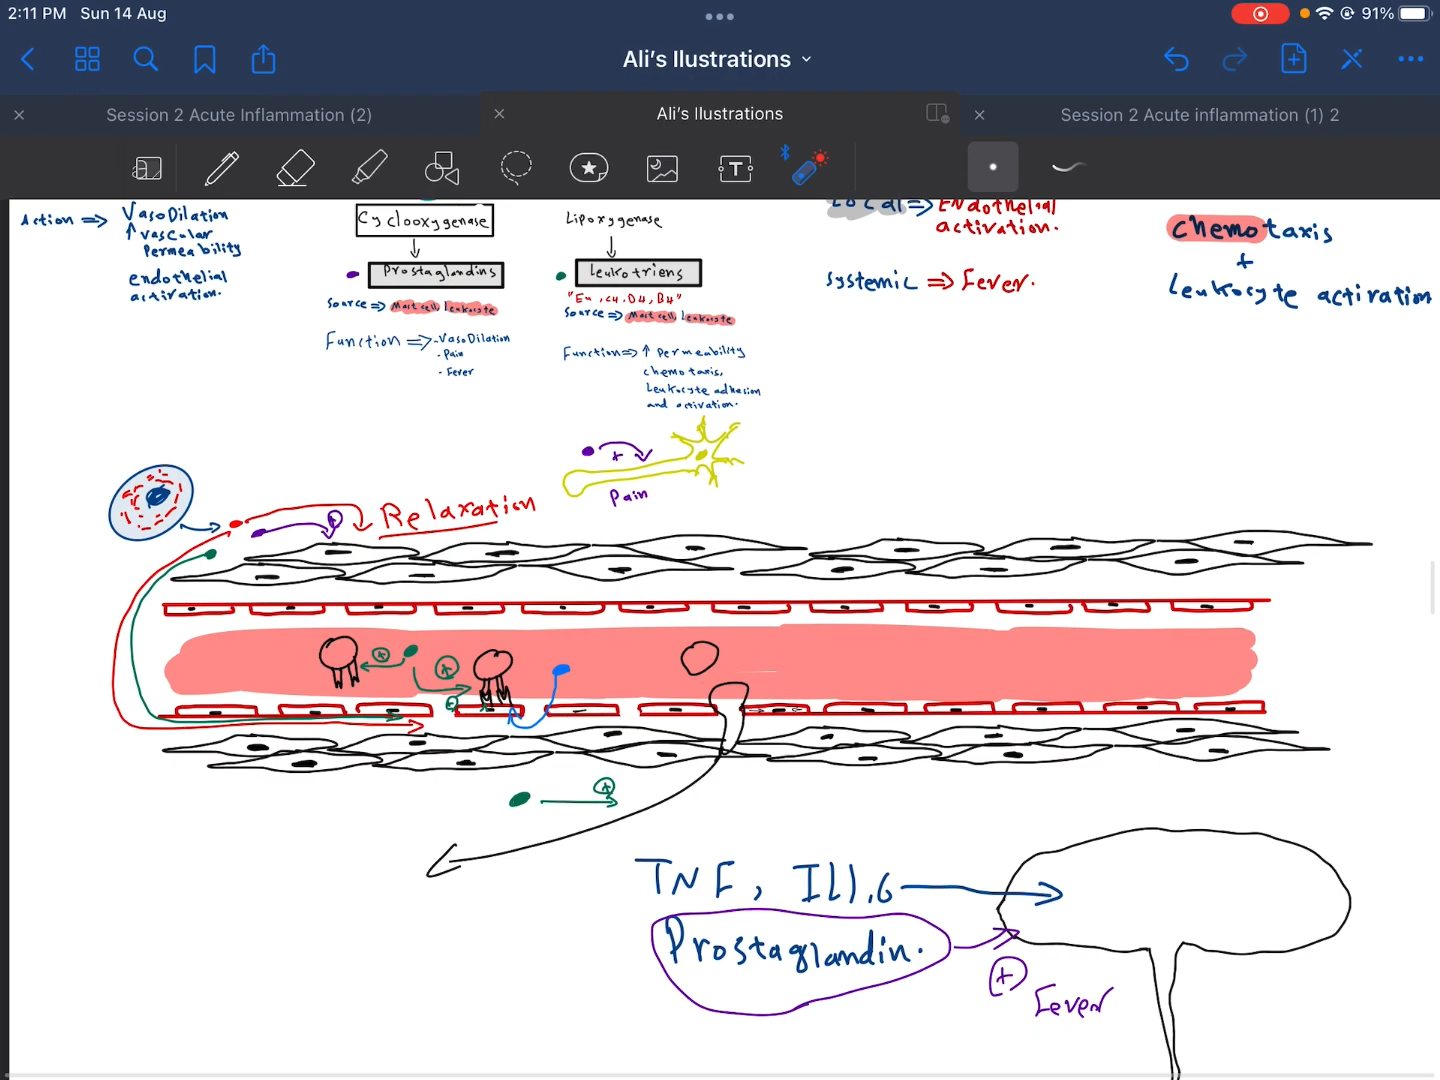 2:11 PM Sun 14 Aug
91%
Ali's Ilustrations
Session 2 Acute Inflammation (2)
Ali's Ilustrations
Session 2 Acute inflammation (1) 2
T
Action ⇒ VasoDilation
↑ vascular
Permeability
endothelial
activation.
Cyclooxygenase
Prostaglandins
Source ⇒ Mast cell, leukocyte
Function ⇒ - VasoDilation
- Pain
- Fever
Lipoxygenase
Leukotriens
Source ⇒ Mast cell, Leukocyte
Function ⇒ ↑ Permeability
chemotaxis,
Leukocyte adhesion
and activation.
Local ⇒ Endothelial
activation.
systemic ⇒ Fever.
chemotaxis
+
Leukocyte activation
+
Pain
Relaxation
+
+
+
+
+
TNF, IL1,6
Prostaglandin.
+
Fever